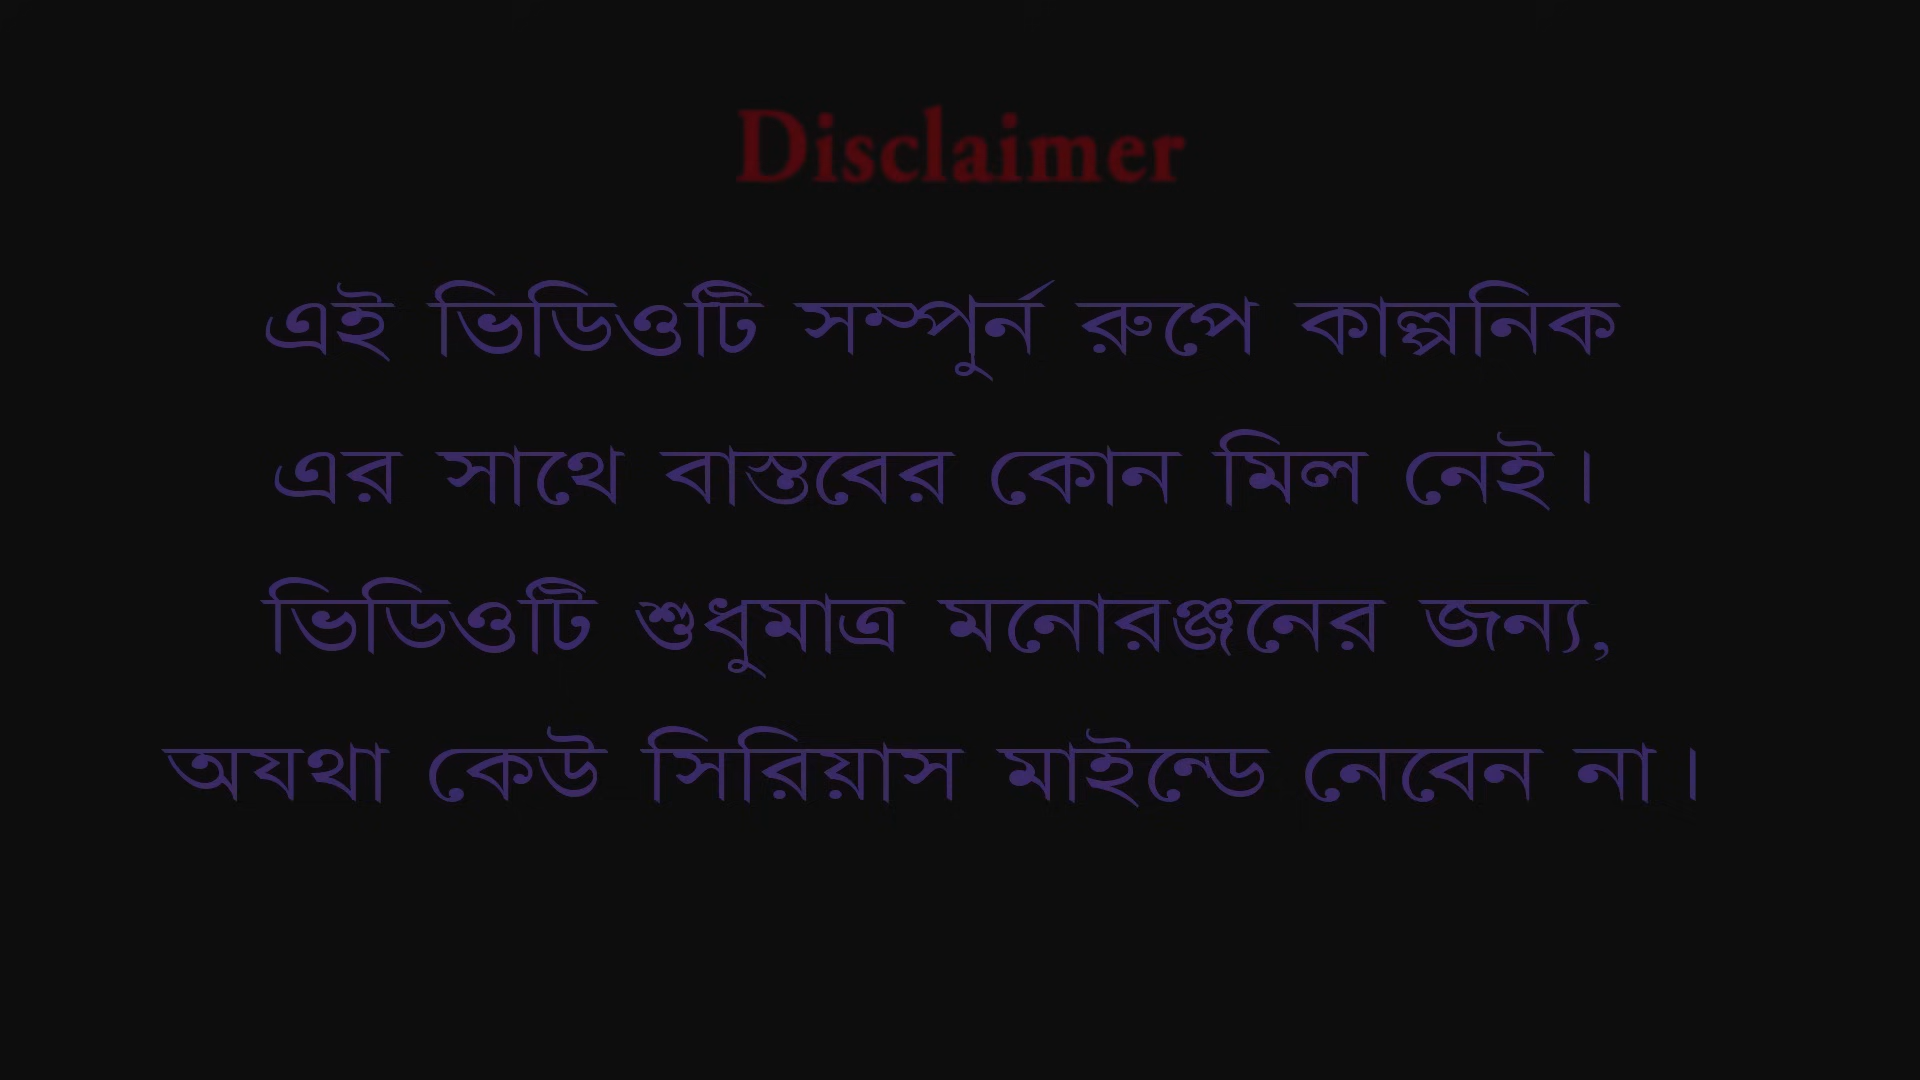 Disclaimer
এই ভিডিওটি সম্পুর্ন রুপে কাল্পনিক
এর সাথে বাস্তবের কোন মিল নেই।
ভিডিওটি শুধুমাত্র মনোরঞ্জনের জন্য,
অযথা কেউ সিরিয়াস মাইন্ডে নেবেন না।